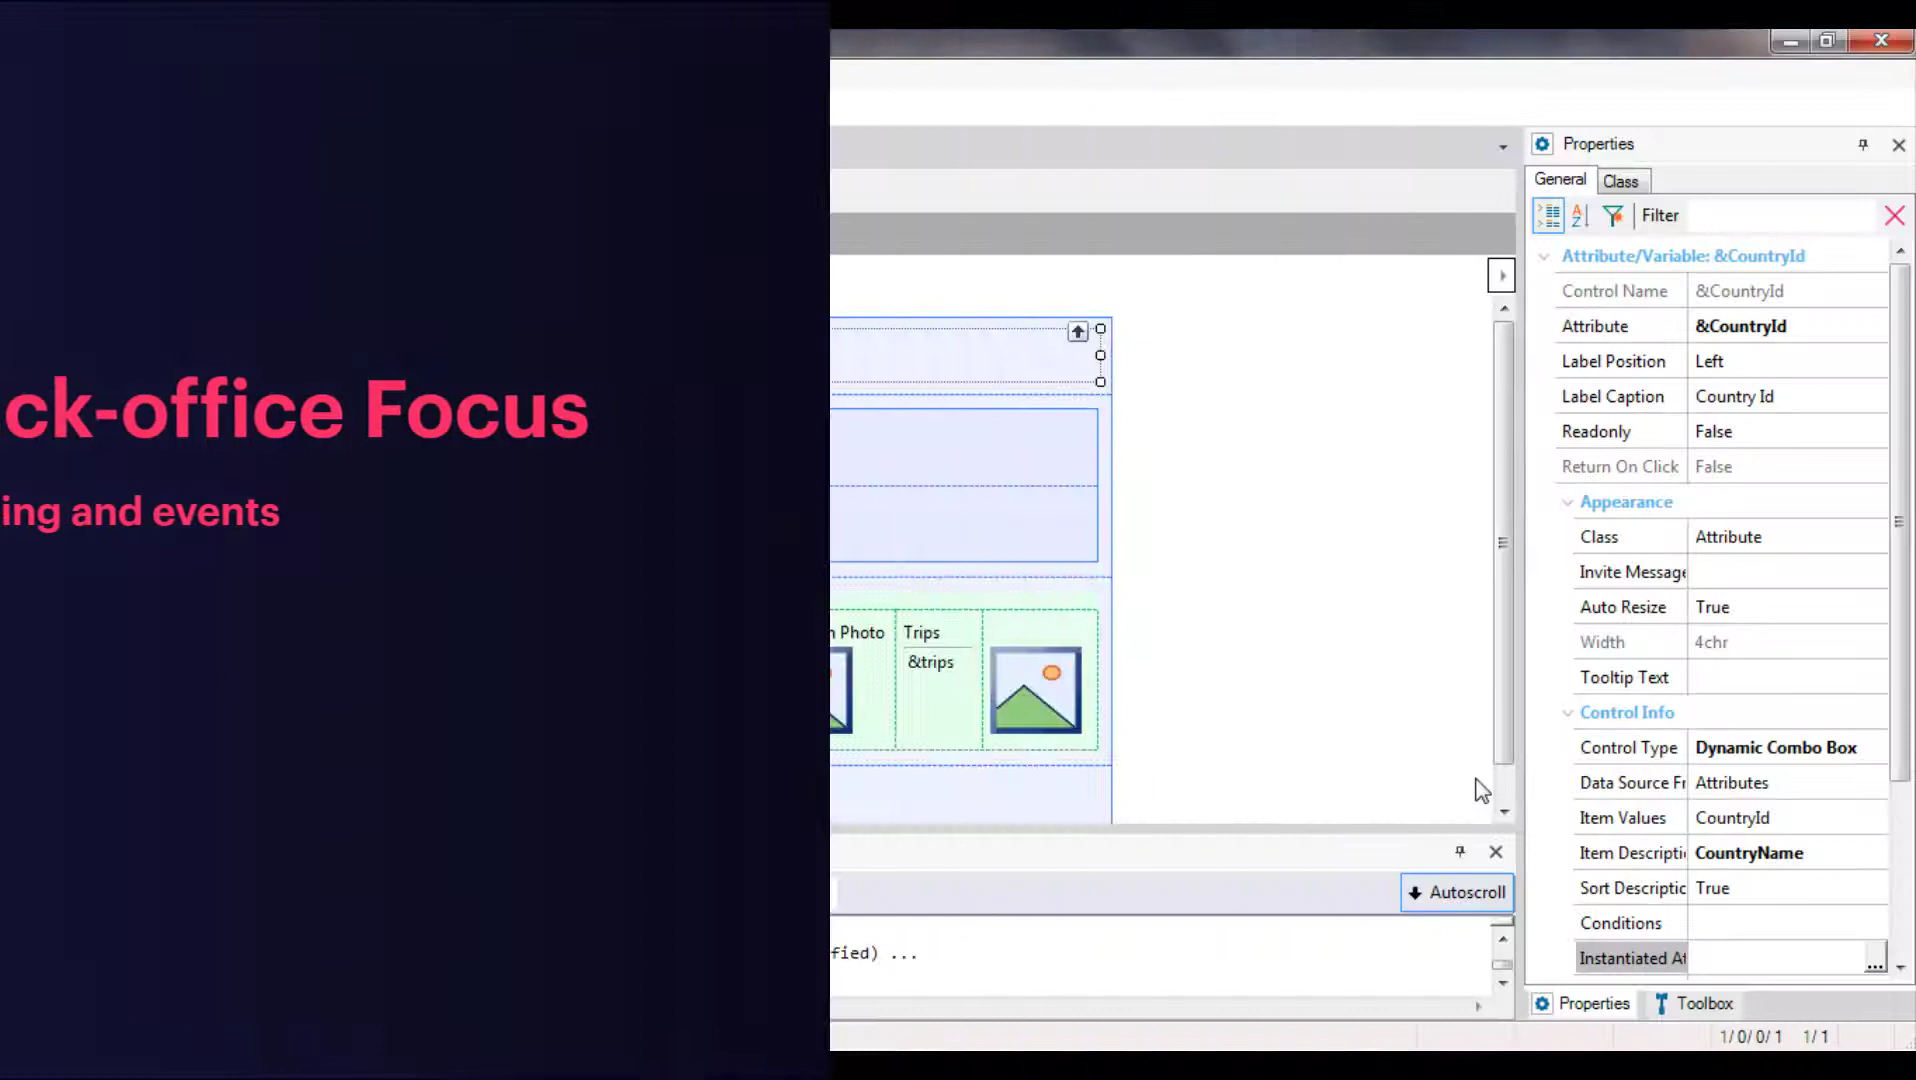 ck-office Focus
ing and events
Properties
General
Class
Filter
Attribute/Variable: &CountryId
Control Name &CountryId
Attribute &CountryId
Label Position Left
Label Caption Country Id
Readonly False
Return On Click False
Appearance
Class Attribute
Invite Message
Auto Resize True
Width 4chr
Tooltip Text
Control Info
Control Type Dynamic Combo Box
Data Source Fr Attributes
Item Values CountryId
Item Descripti CountryName
Sort Descriptic True
Conditions
Instantiated At ...
Properties
Toolbox
n Photo
Trips
&trips
Autoscroll
fied) ...
1/0/0/1 1/1